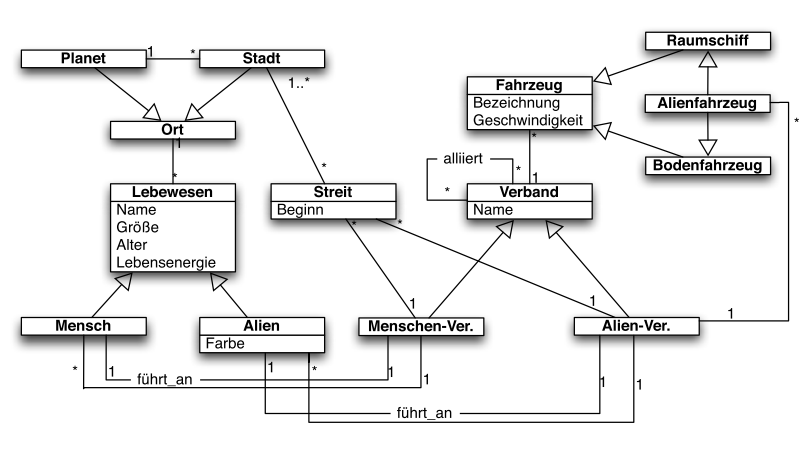 Raumschiff
Planet
1
*
Stadt
1..*
Fahrzeug
Bezeichnung
Geschwindigkeit
Alienfahrzeug
*
Ort
1
*
*
alliiert
*
*
1
Bodenfahrzeug
Lebewesen
Name
Größe
Alter
Lebensenergie
Streit
Beginn
*
*
Verband
Name
1
1
1
Mensch
Alien
Farbe
Menschen-Ver.
Alien-Ver.
*
1
führt_an
1
1
1
*
führt_an
1
1